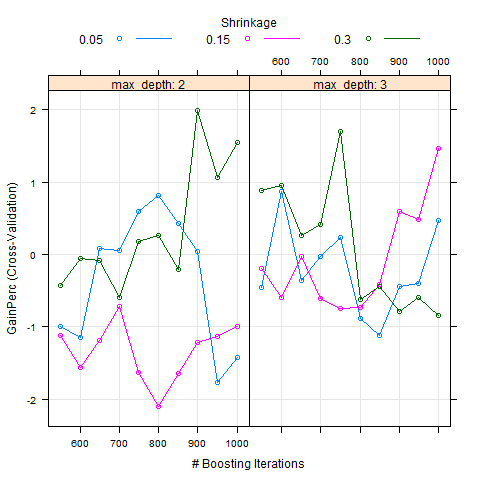 Shrinkage
0.05 0.15 0.3
600 700 800 900 1000
max_depth: 2 max_depth: 3
2
1
0
-1
-2
GainPerc (Cross-Validation)
600 700 800 900 1000
# Boosting Iterations